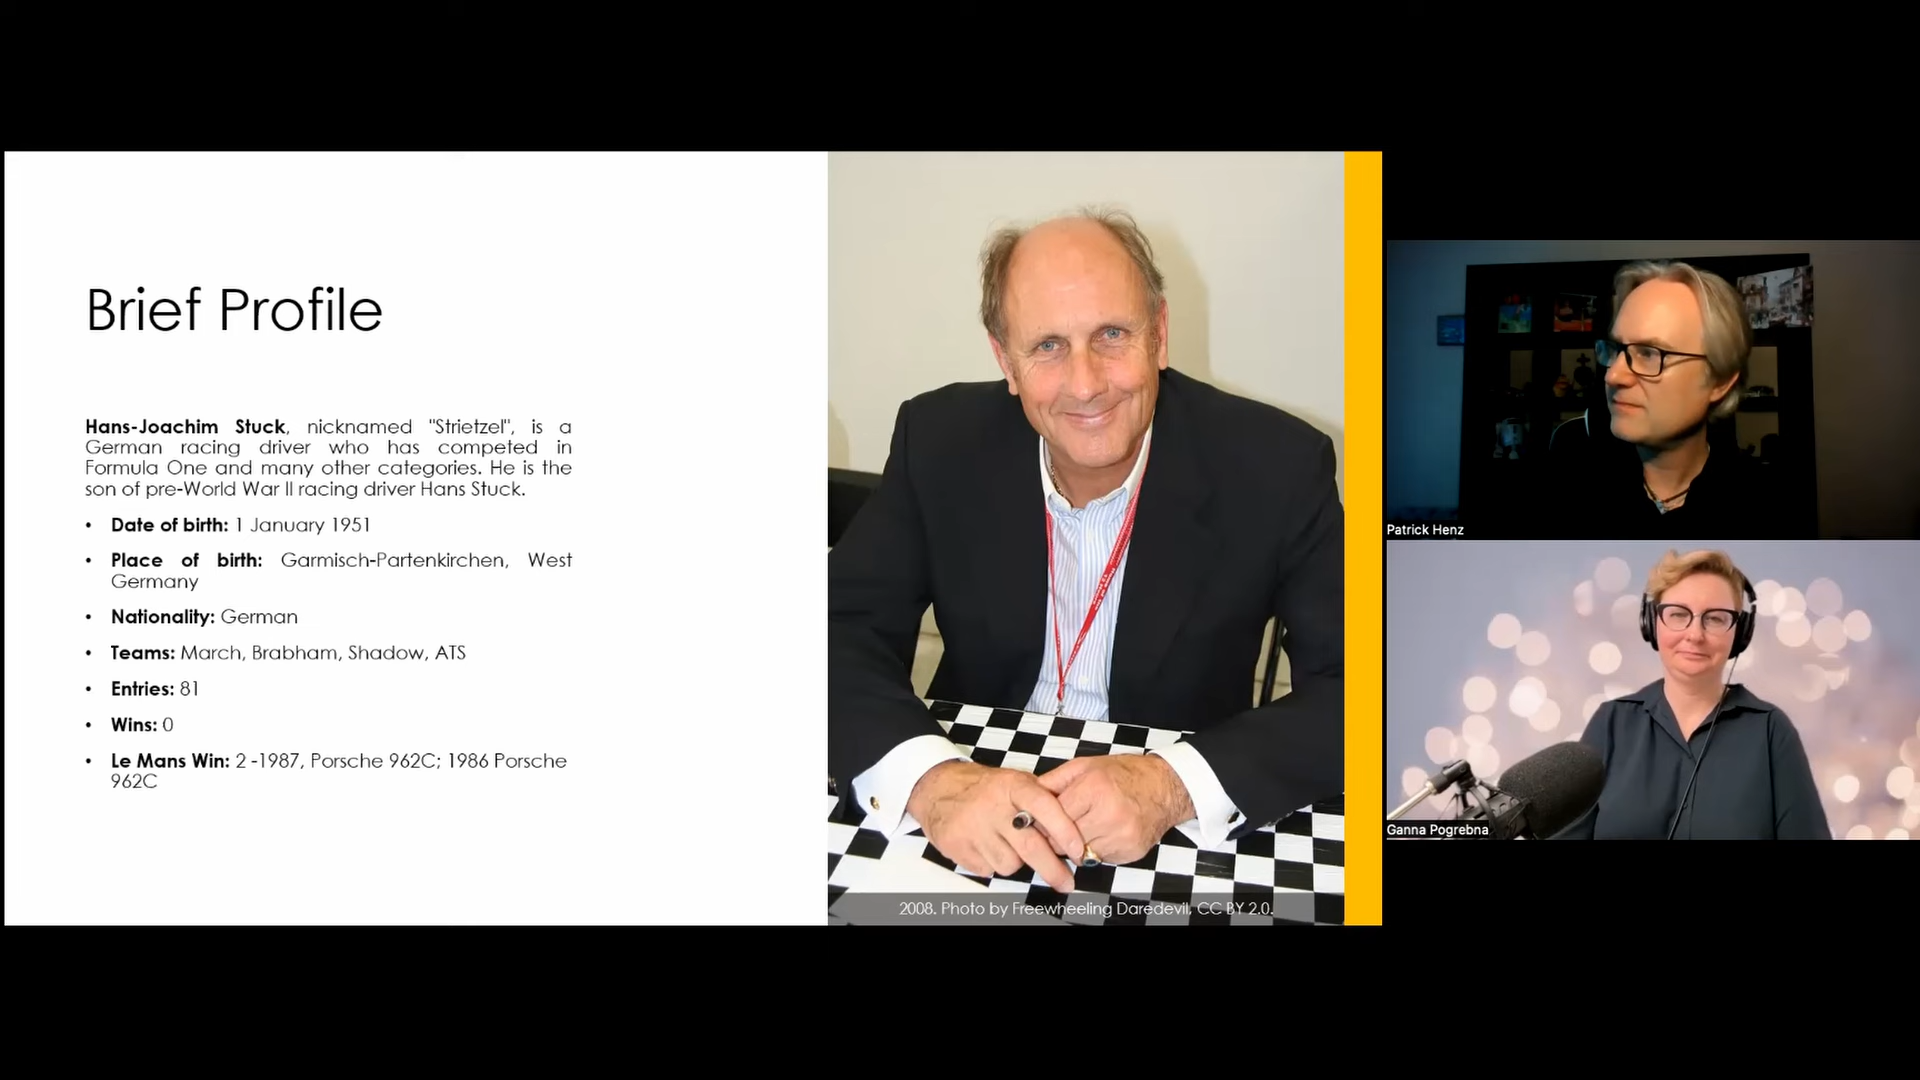 Brief Profile
Hans-Joachim Stuck, nicknamed "Strietzel", is a
German racing driver who has competed in
Formula One and many other categories. He is the
son of pre-World War II racing driver Hans Stuck.
• Date of birth: 1 January 1951
• Place of birth: Garmisch-Partenkirchen, West
Germany
• Nationality: German
• Teams: March, Brabham, Shadow, ATS
• Entries: 81
• Wins: 0
• Le Mans Win: 2 -1987, Porsche 962C; 1986 Porsche
962C
2008. Photo by Freewheeling Daredevil, CC BY 2.0.
Patrick Henz
Ganna Pogrebna